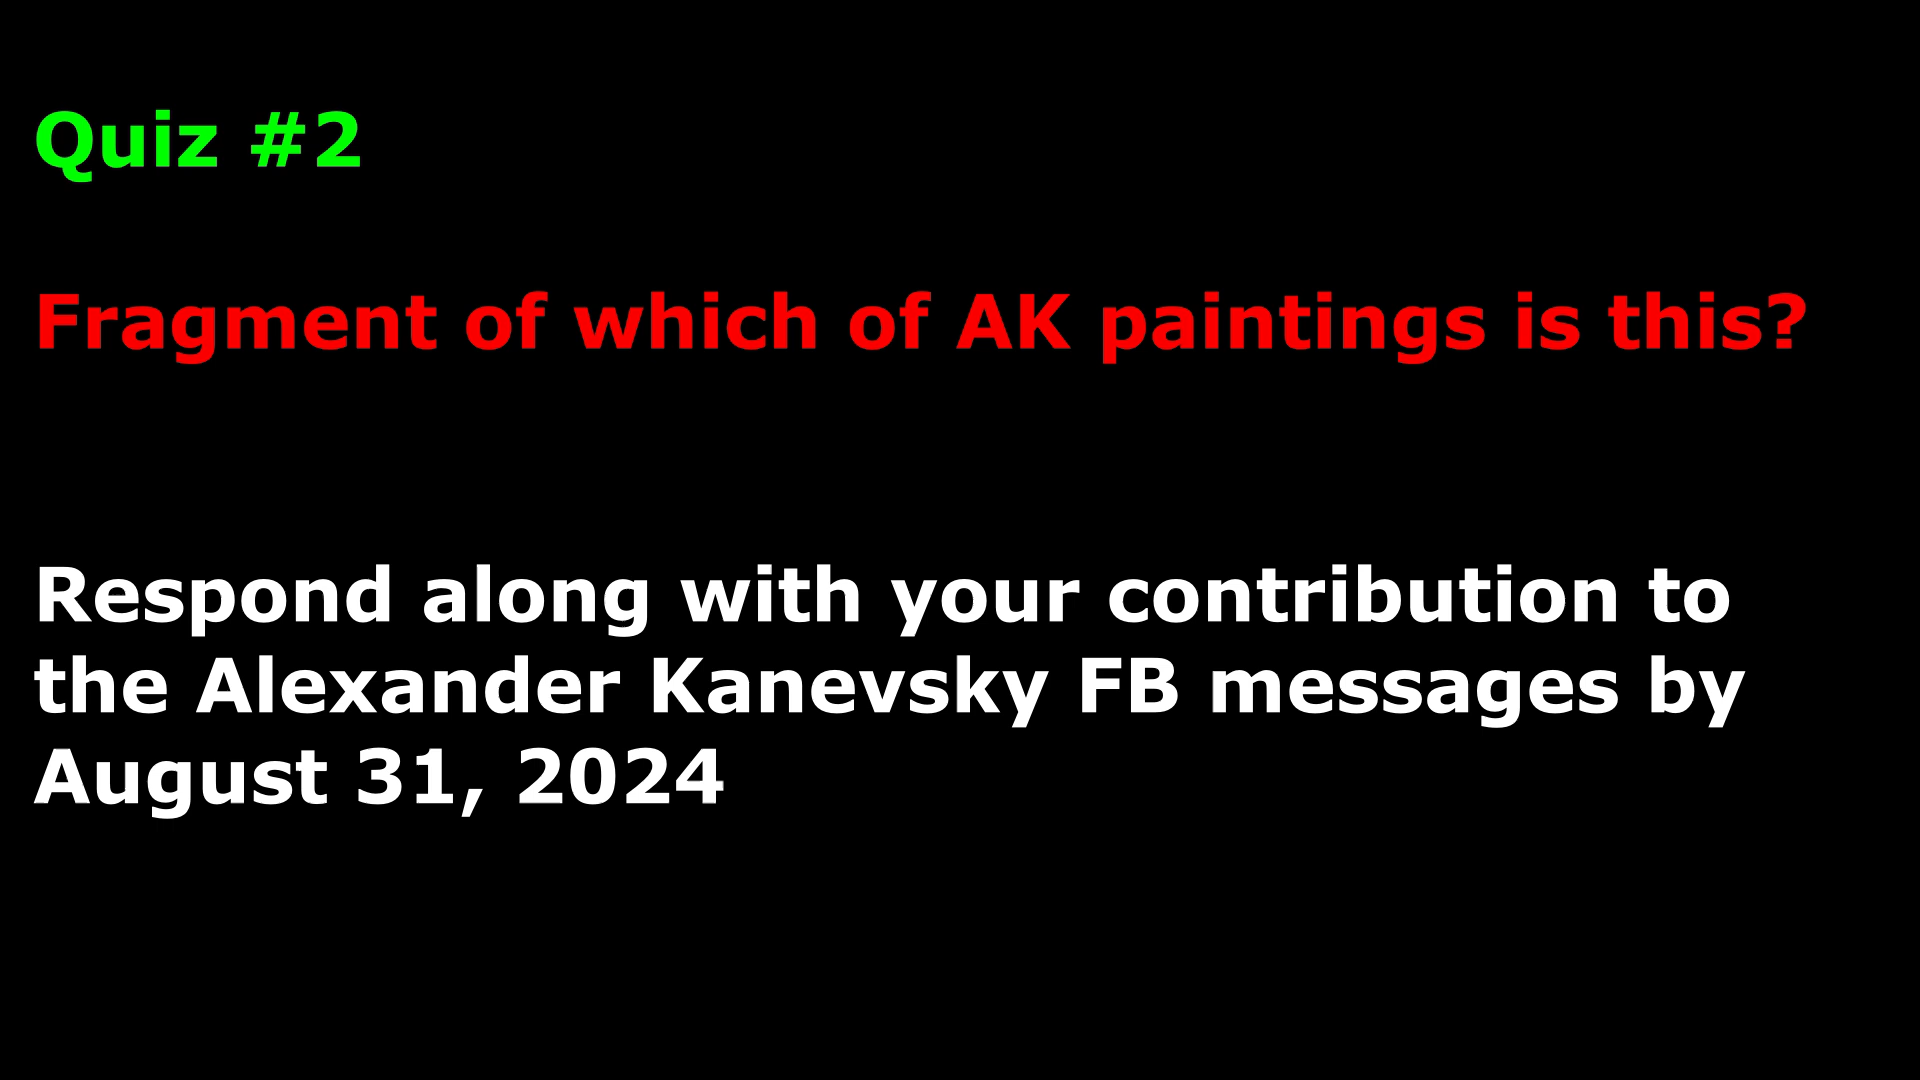 Quiz #2
Fragment of which of AK paintings is this?
Respond along with your contribution to
the Alexander Kanevsky FB messages by
August 31, 2024